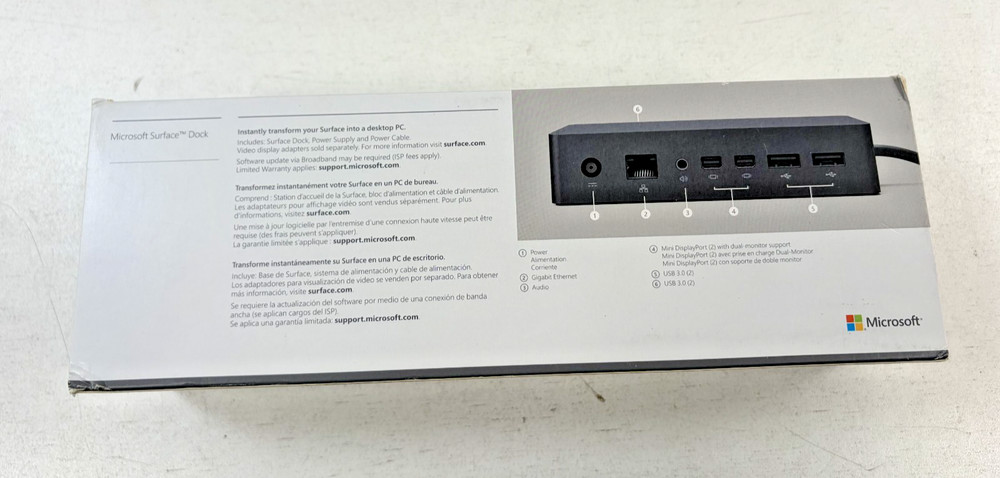 Microsoft Surface™ Dock
Instantly transform your Surface into a desktop PC.
Includes: Surface Dock; Power Supply and Power Cable.
Video display adapters sold separately. For more information visit surface.com.
Software update via Broadband may be required (ISP fees apply).
Limited Warranty applies: support.microsoft.com.
Transformez instantanément votre Surface en un PC de bureau.
Comprend : Station d'accueil de la Surface, bloc d'alimentation et câble d'alimentation.
Les adaptateurs pour affichage vidéo sont vendus séparément. Pour plus
d'informations, visitez surface.com.
Une mise à jour logicielle par l'entremise d'une connexion haute vitesse peut être
requise (des frais peuvent s'appliquer).
La garantie limitée s'applique : support.microsoft.com.
Transforme instantáneamente su Surface en una PC de escritorio.
Incluye: Base de Surface, sistema de alimentación y cable de alimentación.
Los adaptadores para visualización de video se venden por separado. Para obtener
más información, visite surface.com.
Se requiere la actualización del software por medio de una conexión de banda
ancha (se aplican cargos del ISP).
Se aplica una garantía limitada: support.microsoft.com.
6
1 2 3 4 5
1 Power
Alimentation
Corriente
2 Gigabit Ethernet
3 Audio
4 Mini DisplayPort (2) with dual-monitor support
Mini DisplayPort (2) avec prise en charge Dual-Monitor
Mini DisplayPort (2) con soporte de doble monitor
5 USB 3.0 (2)
6 USB 3.0 (2)
Microsoft